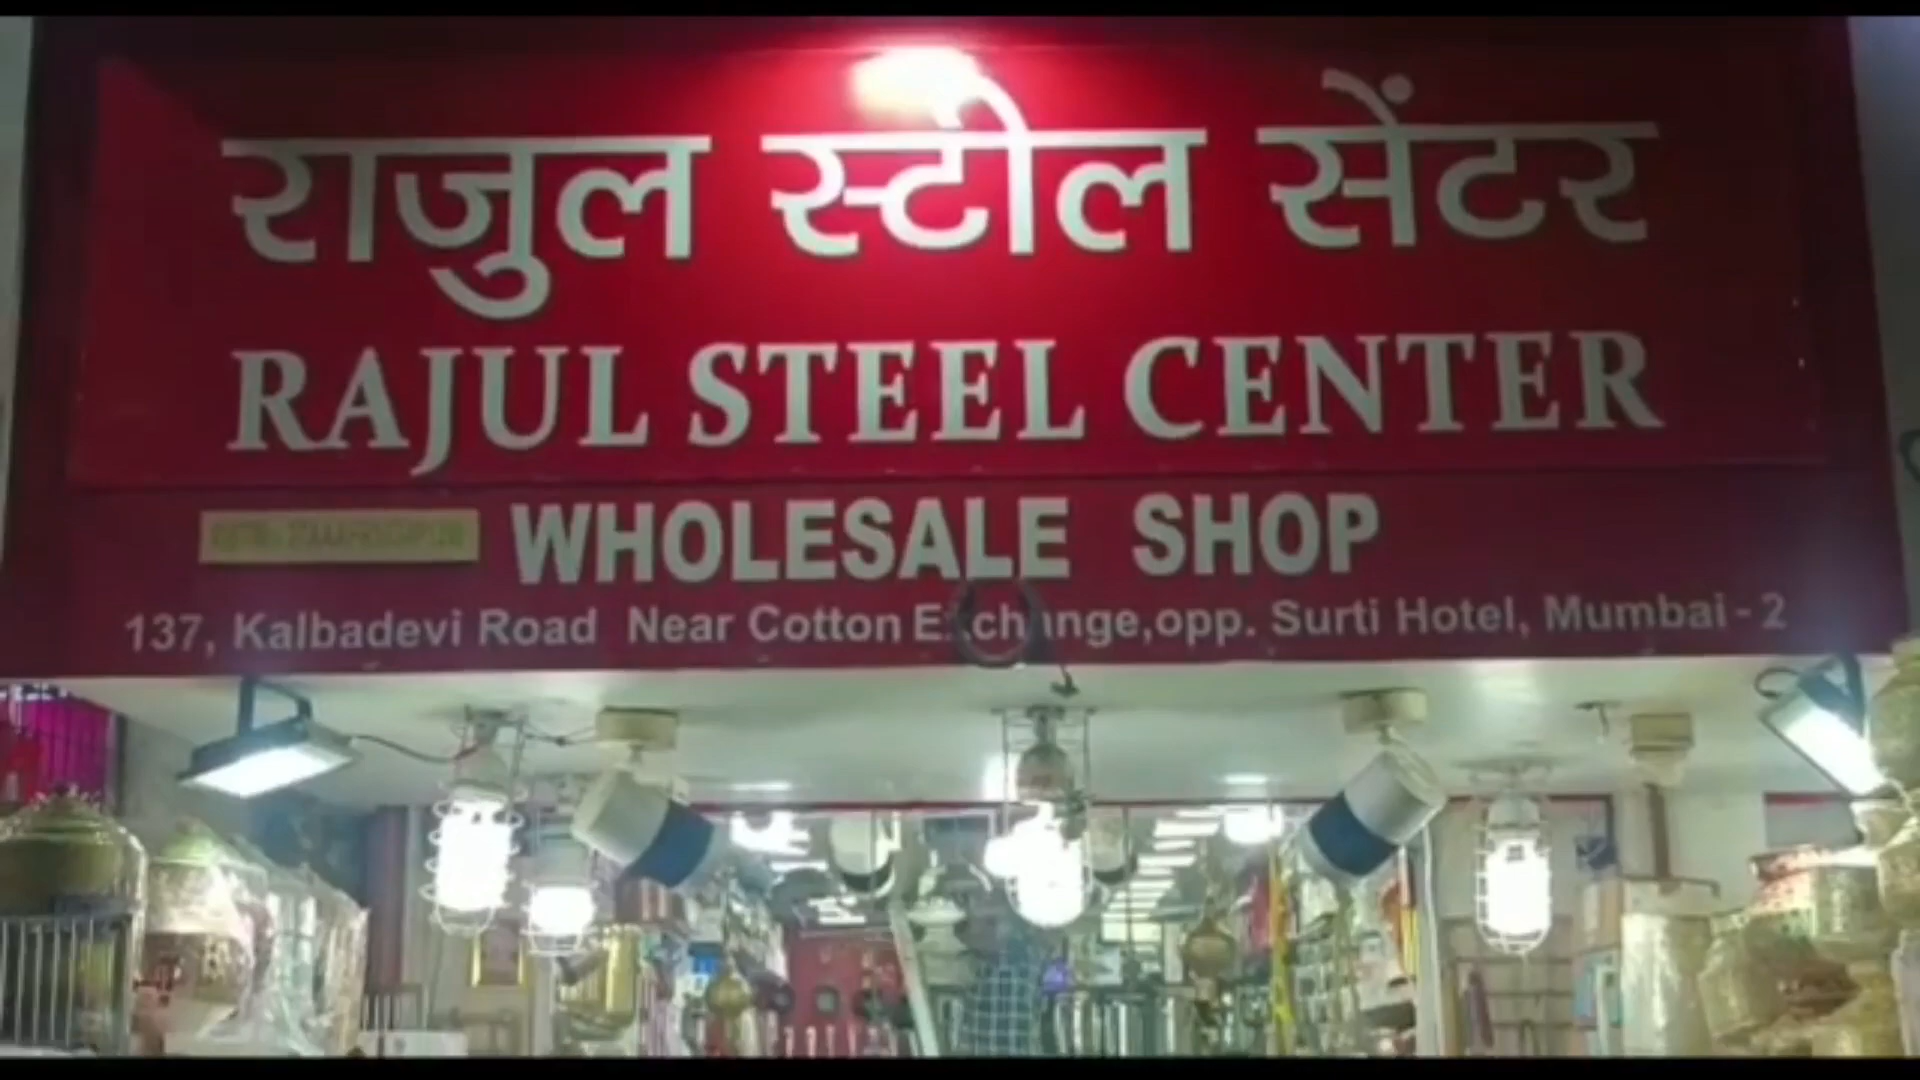 राजुल स्टील सेंटर
RAJUL STEEL CENTER
WHOLESALE SHOP
137, Kalbadevi Road Near Cotton Exchange,opp. Surti Hotel, Mumbai - 2